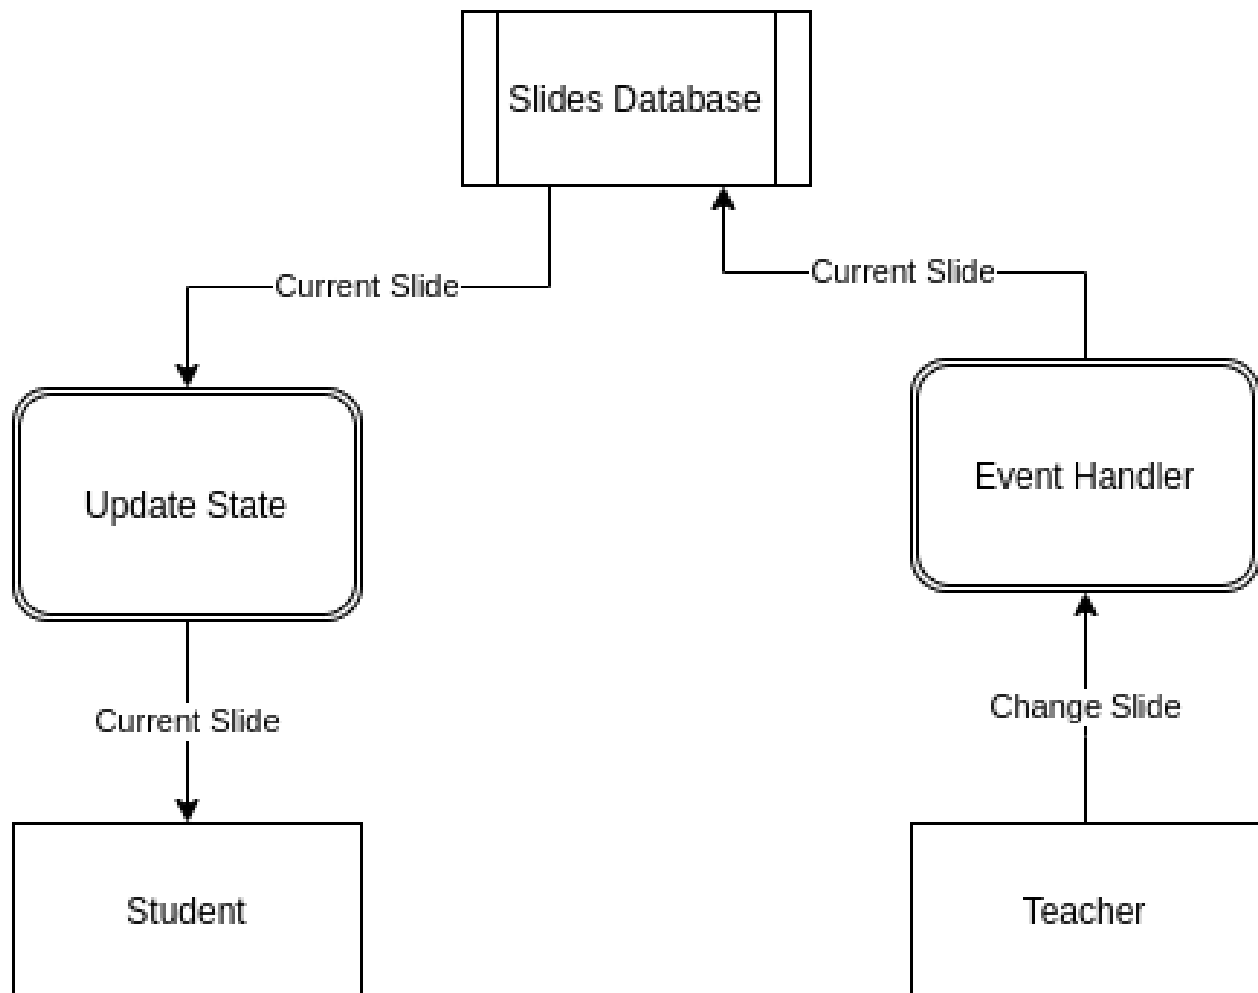 Slides Database
Current Slide
Current Slide
Update State
Event Handler
Current Slide
Change Slide
Student
Teacher